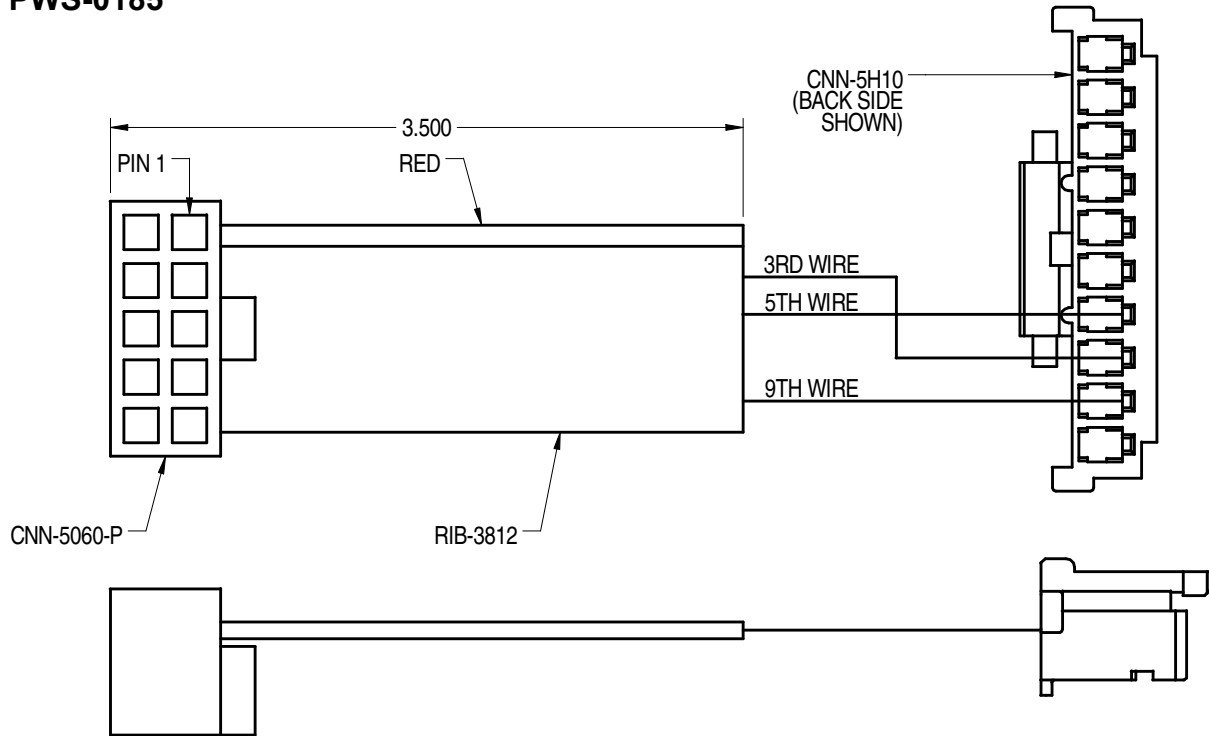 PWS-0185
CNN-5H10
(BACK SIDE
SHOWN)
3.500
PIN 1
RED
3RD WIRE
5TH WIRE
9TH WIRE
CNN-5060-P
RIB-3812